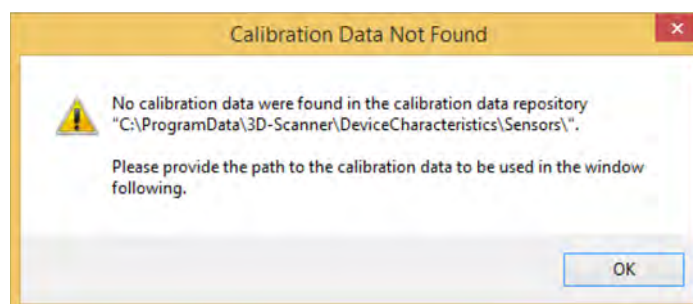 Calibration Data Not Found
No calibration data were found in the calibration data repository
"C:\ProgramData\3D-Scanner\DeviceCharacteristics\Sensors\".
Please provide the path to the calibration data to be used in the window
following.
OK